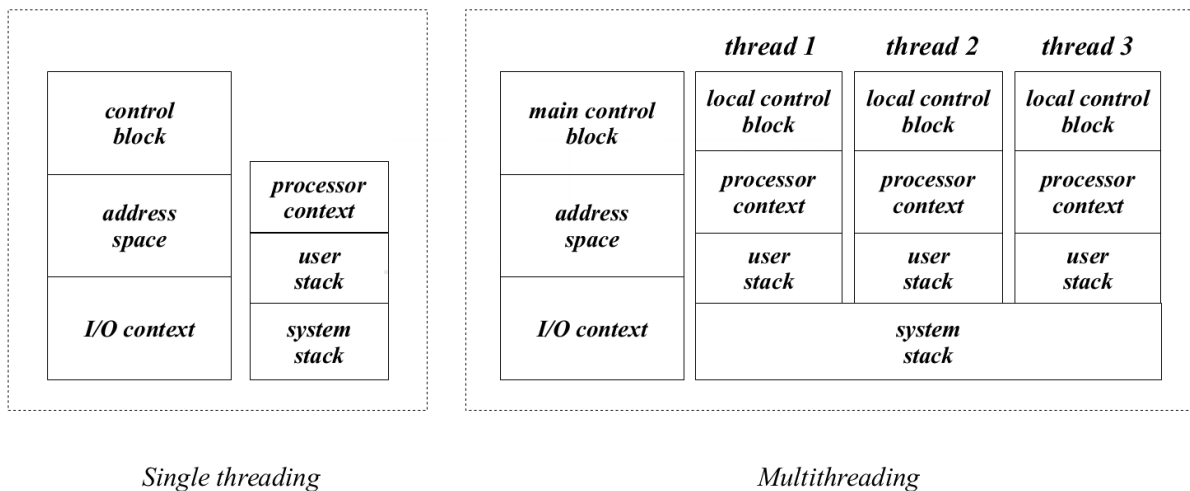 control
block
address
space
I/O context
processor
context
user
stack
system
stack
Single threading
thread 1
thread 2
thread 3
main control
block
address
space
I/O context
local control
block
processor
context
user
stack
local control
block
processor
context
user
stack
local control
block
processor
context
user
stack
system
stack
Multithreading